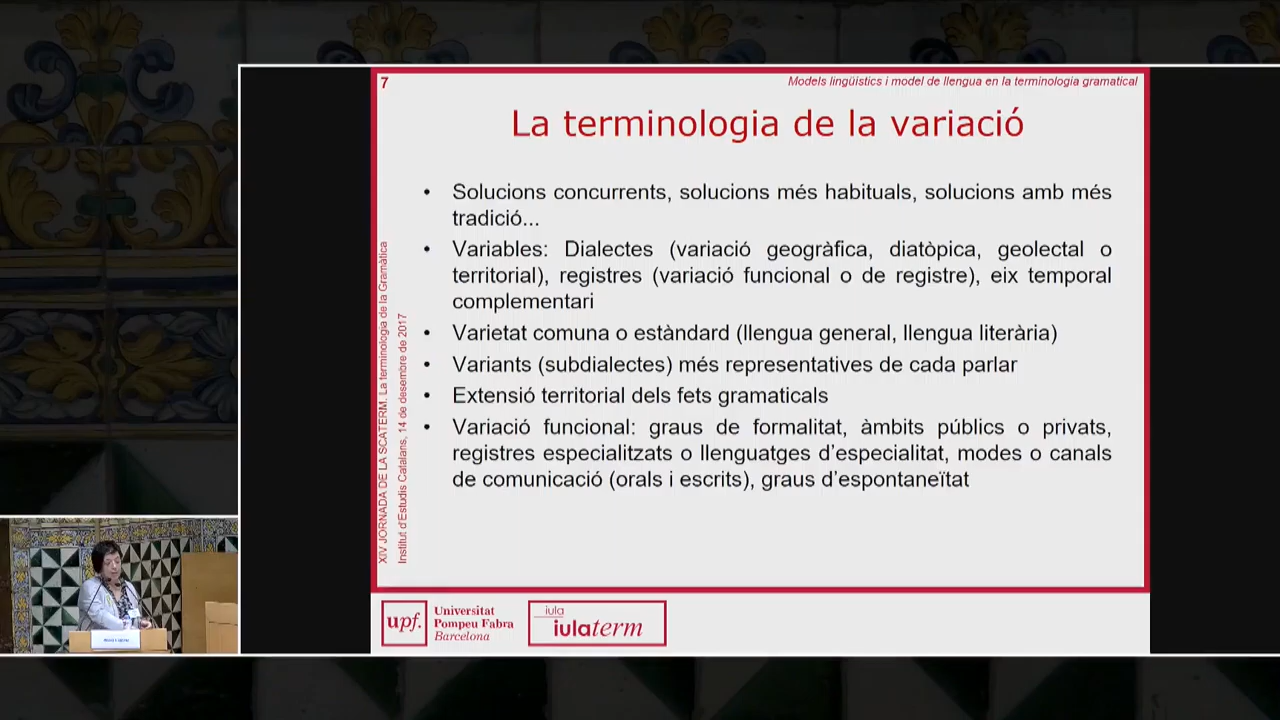 7
Models lingüístics i model de llengua en la terminologia gramatical
La terminologia de la variació
• Solucions concurrents, solucions més habituals, solucions amb més
tradició...
• Variables: Dialectes (variació geogràfica, diatòpica, geolectal o
territorial), registres (variació funcional o de registre), eix temporal
complementari
• Varietat comuna o estàndard (llengua general, llengua literària)
• Variants (subdialectes) més representatives de cada parlar
• Extensió territorial dels fets gramaticals
• Variació funcional: graus de formalitat, àmbits públics o privats,
registres especialitzats o llenguatges d’especialitat, modes o canals
de comunicació (orals i escrits), graus d’espontaneïtat
XIV JORNADA DE LA SCATERM. La terminologia de la Gramàtica
Institut d'Estudis Catalans, 14 de desembre de 2017
upf.
Universitat
Pompeu Fabra
Barcelona
iula
iulaterm